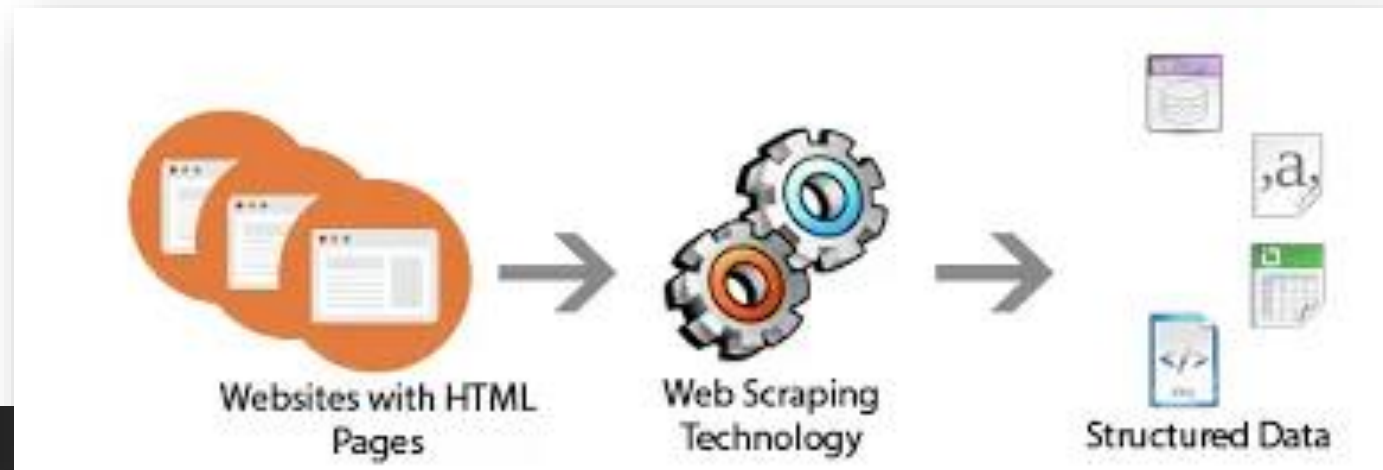 ,a,
</>
Websites with HTML
Pages
Web Scraping
Technology
Structured Data